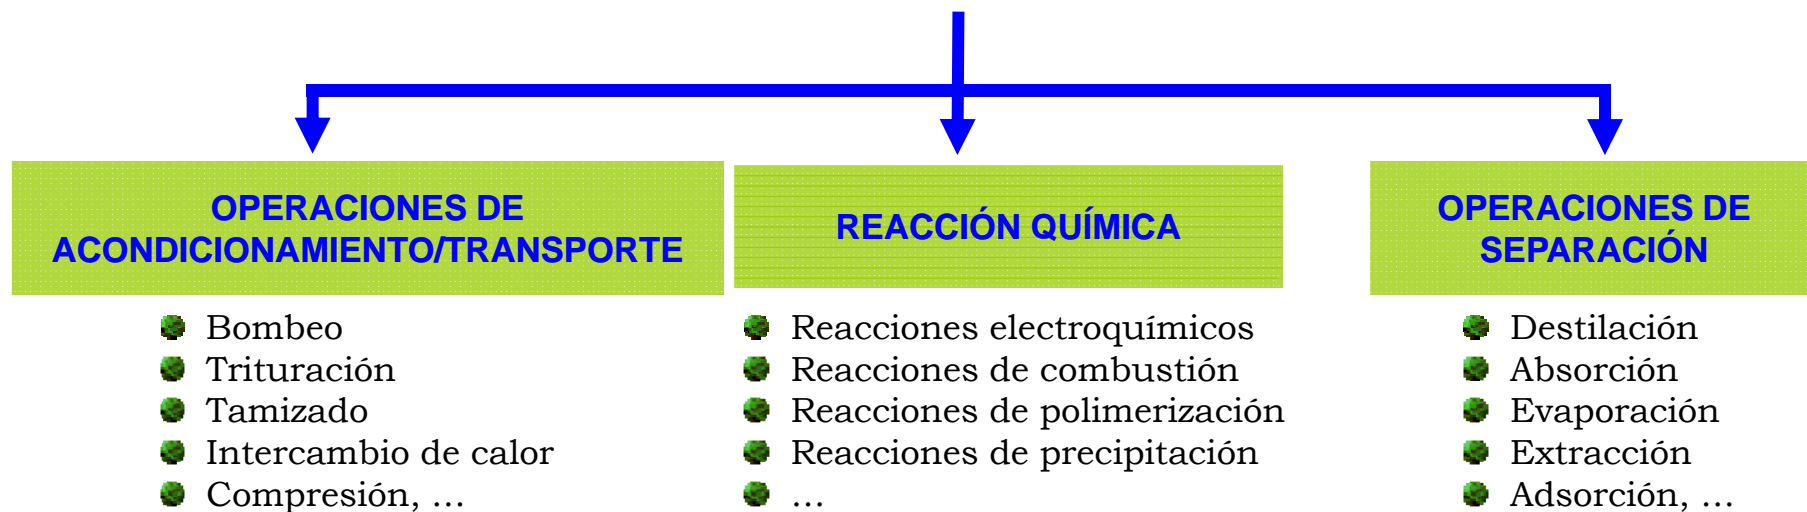 OPERACIONES DE
ACONDICIONAMIENTO/TRANSPORTE
Bombeo
Trituración
Tamizado
Intercambio de calor
Compresión, ...
REACCIÓN QUÍMICA
Reacciones electroquímicos
Reacciones de combustión
Reacciones de polimerización
Reacciones de precipitación
...
OPERACIONES DE
SEPARACIÓN
Destilación
Absorción
Evaporación
Extracción
Adsorción, ...